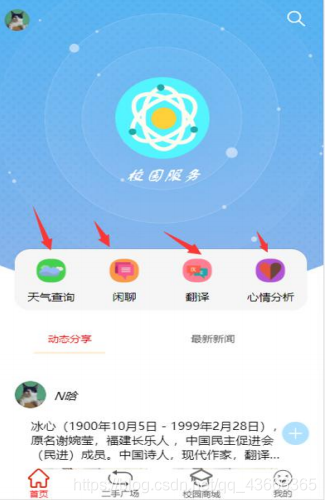 校园服务
天气查询 闲聊 翻译 心情分析
动态分享 最新新闻
N啥
冰心（1900年10月5日 - 1999年2月28日），
原名谢婉莹，福建长乐人 ，中国民主促进会
（民进）成员。中国诗人，现代作家，翻译...
首页 二手广场 校园商城 我的
https://blog.csdn.net/qq_43688365